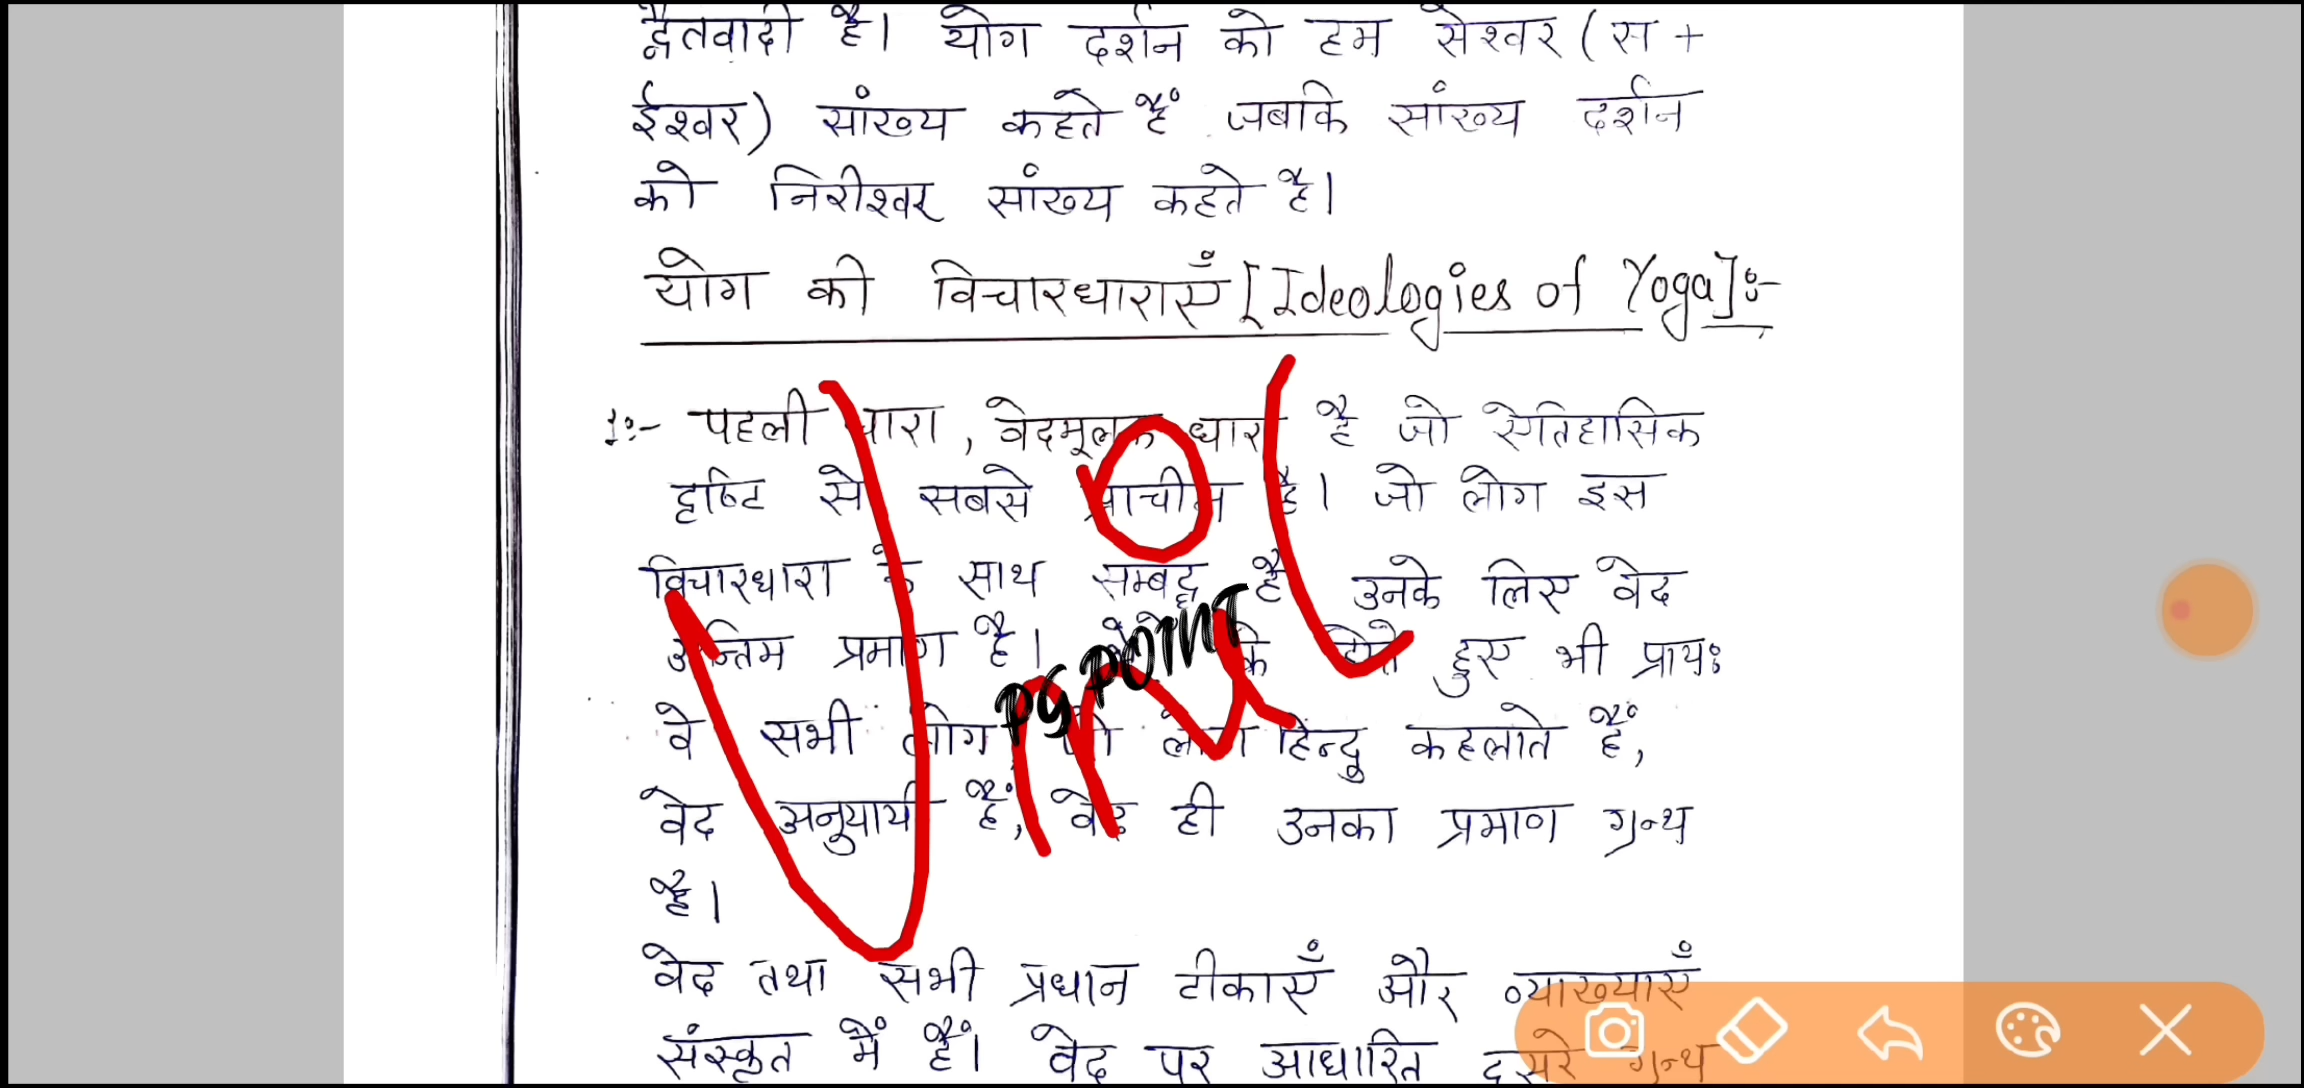 द्वैतवादी है। योग दर्शन को हम सेश्वर (स +
ईश्वर) सांख्य कहते हैं जबकि सांख्य दर्शन
को निरीश्वर सांख्य कहते है।
योग की विचारधाराएँ [Ideologies of Yoga]:-
1:- पहली धारा, वेदमूलक धारा है जो ऐतिहासिक
दृष्टि से सबसे प्राचीन है। जो लोग इस
विचारधारा के साथ सम्बद्ध है उनके लिए वेद
अन्तिम प्रमाण है। के होते हुए भी प्रायः
PG POINT
वे सभी लोग, जो लोग हिन्दु कहलाते हैं,
वेद अनुयायी हैं, वेद ही उनका प्रमाण ग्रन्थ
है।
वेद तथा सभी प्रधान टीकाएँ और व्याख्याएँ
संस्कृत में हैं। वेद पर आधारित दूसरे ग्रन्थ